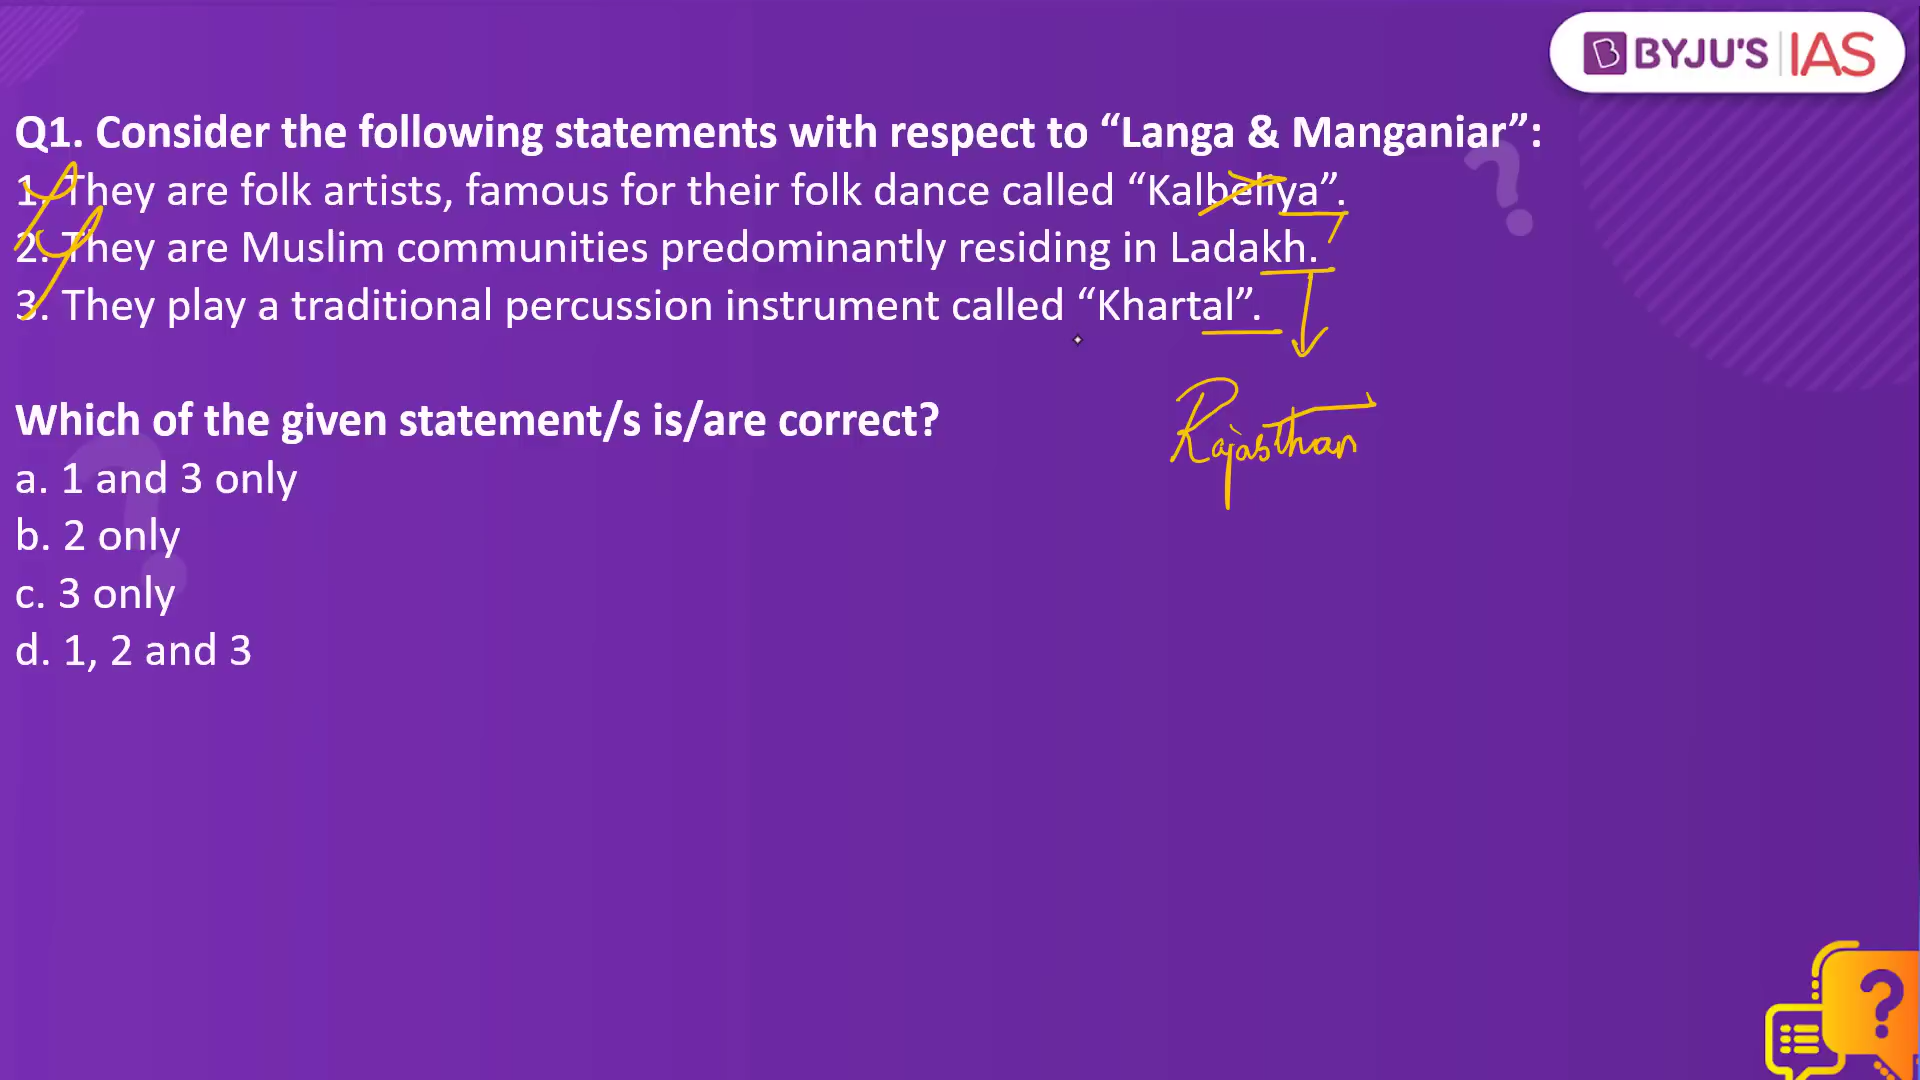 BYJU'S IAS
Q1. Consider the following statements with respect to “Langa & Manganiar”:
1. They are folk artists, famous for their folk dance called “Kalbeliya”.
2. They are Muslim communities predominantly residing in Ladakh.
3. They play a traditional percussion instrument called “Khartal”.
Rajasthan
Which of the given statement/s is/are correct?
a. 1 and 3 only
b. 2 only
c. 3 only
d. 1, 2 and 3